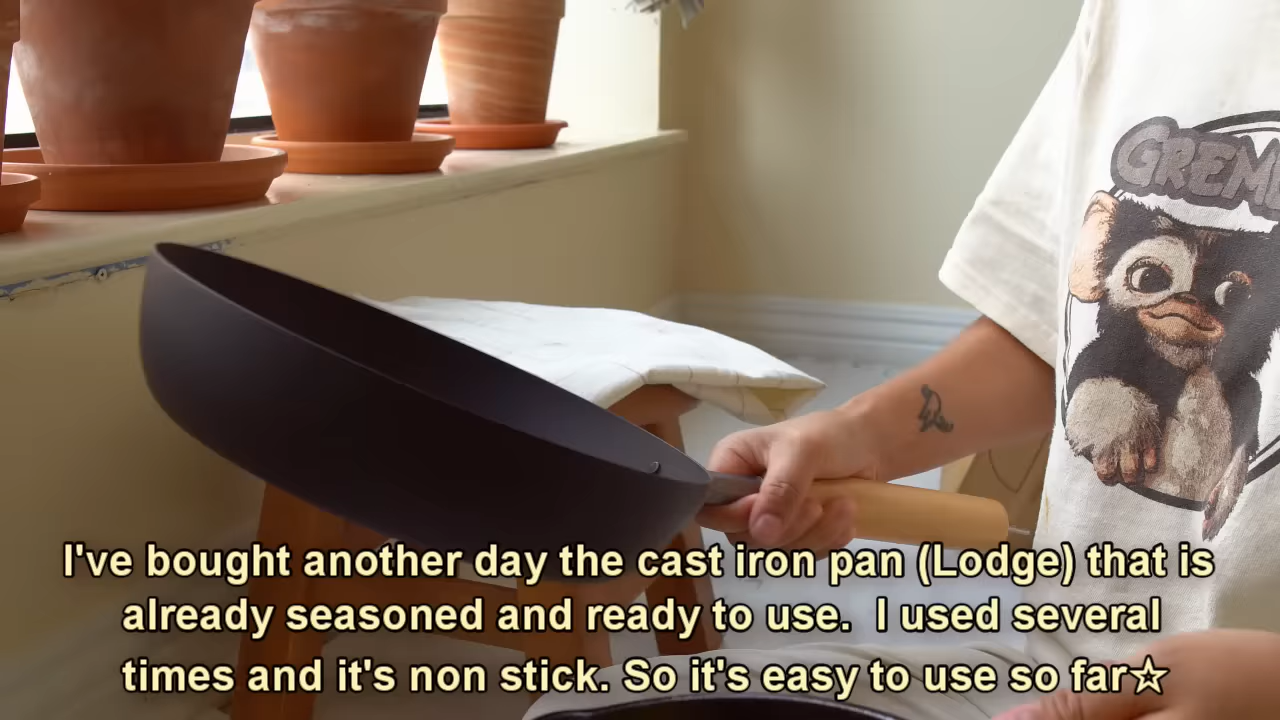 GREM
I've bought another day the cast iron pan (Lodge) that is
already seasoned and ready to use.  I used several
times and it's non stick. So it's easy to use so far☆